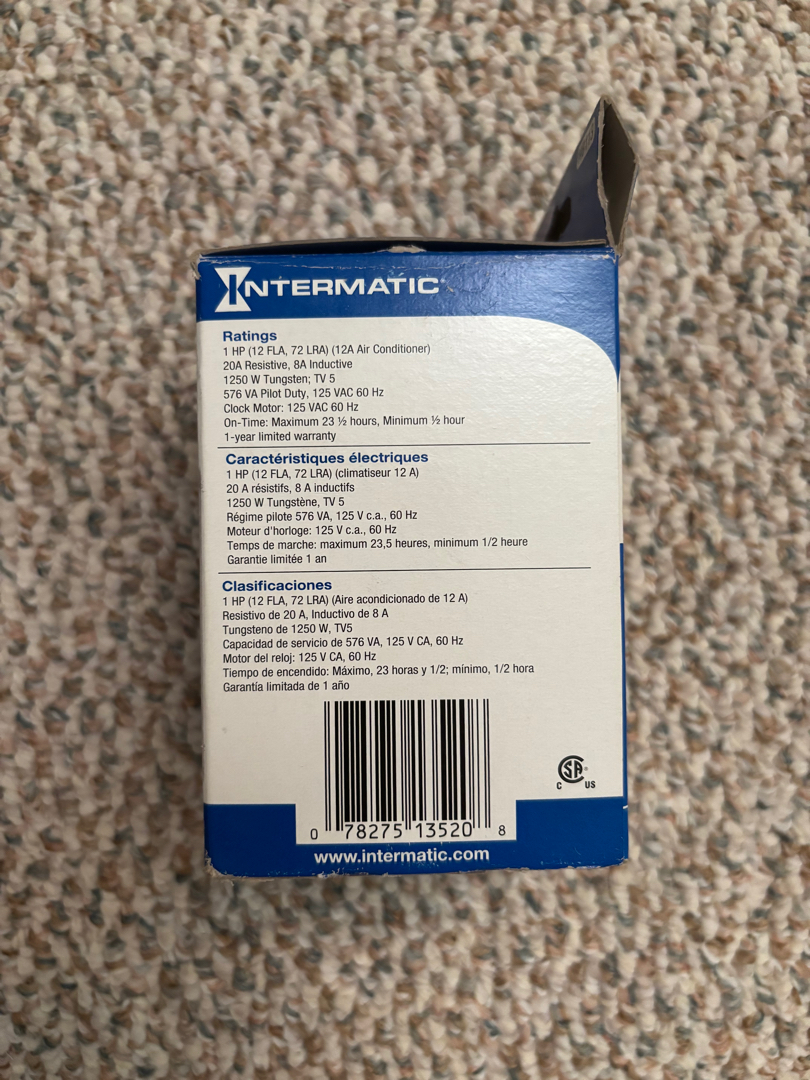 INTERMATIC
Ratings
1 HP (12 FLA, 72 LRA) (12A Air Conditioner)
20A Resistive, 8A Inductive
1250 W Tungsten; TV 5
576 VA Pilot Duty, 125 VAC 60 Hz
Clock Motor: 125 VAC 60 Hz
On-Time: Maximum 23 ½ hours, Minimum ½ hour
1-year limited warranty
Caractéristiques électriques
1 HP (12 FLA, 72 LRA) (climatiseur 12 A)
20 A résistifs, 8 A inductifs
1250 W Tungstène, TV 5
Régime pilote 576 VA, 125 V c.a., 60 Hz
Moteur d'horloge: 125 V c.a., 60 Hz
Temps de marche: maximum 23,5 heures, minimum 1/2 heure
Garantie limitée 1 an
Clasificaciones
1 HP (12 FLA, 72 LRA) (Aire acondicionado de 12 A)
Resistivo de 20 A, Inductivo de 8 A
Tungsteno de 1250 W, TV5
Capacidad de servicio de 576 VA, 125 V CA, 60 Hz
Motor del reloj: 125 V CA, 60 Hz
Tiempo de encendido: Máximo, 23 horas y 1/2; mínimo, 1/2 hora
Garantía limitada de 1 año
CSA®
C US
0 78275 13520 8
www.intermatic.com